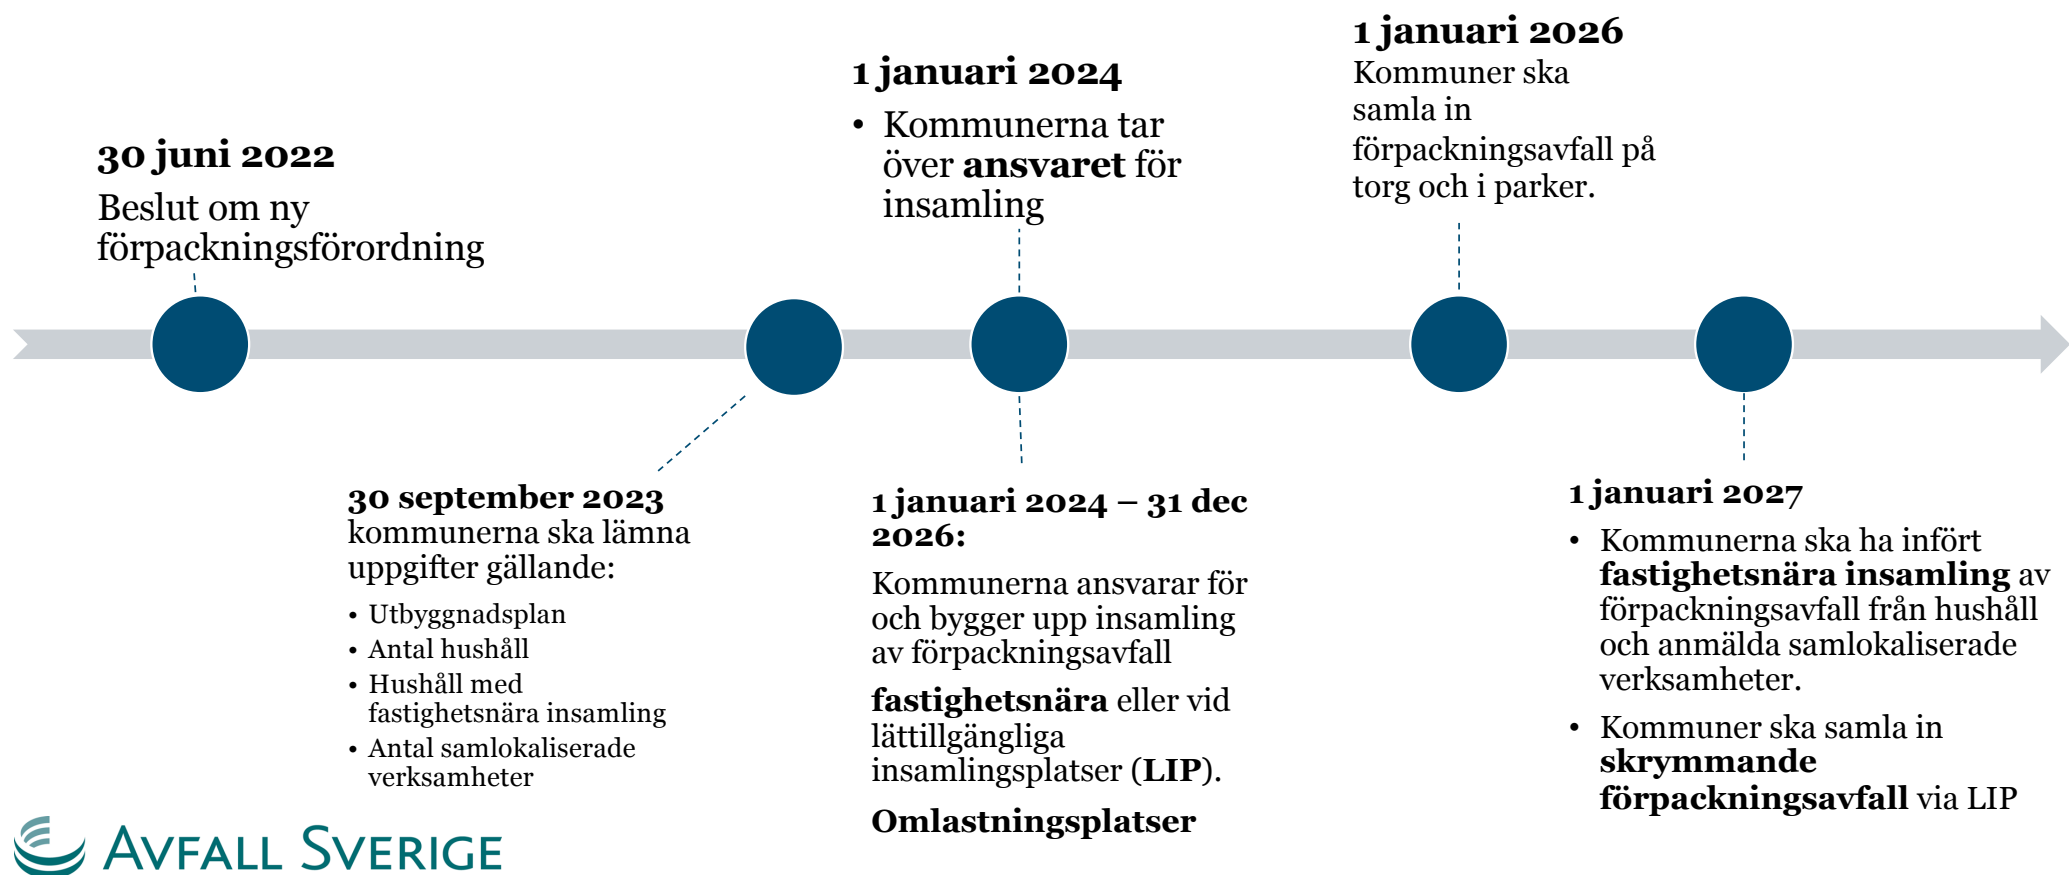 30 juni 2022
Beslut om ny
förpackningsförordning
30 september 2023
kommunerna ska lämna
uppgifter gällande:
• Utbyggnadsplan
• Antal hushåll
• Hushåll med
fastighetsnära insamling
• Antal samlokaliserade
verksamheter
1 januari 2024
• Kommunerna tar
över ansvaret för
insamling
1 januari 2024 – 31 dec
2026:
Kommunerna ansvarar för
och bygger upp insamling
av förpackningsavfall
fastighetsnära eller vid
lättillgängliga
insamlingsplatser (LIP).
Omlastningsplatser
1 januari 2026
Kommuner ska
samla in
förpackningsavfall på
torg och i parker.
1 januari 2027
• Kommunerna ska ha infört
fastighetsnära insamling av
förpackningsavfall från hushåll
och anmälda samlokaliserade
verksamheter.
• Kommuner ska samla in
skrymmande
förpackningsavfall via LIP
AVFALL SVERIGE